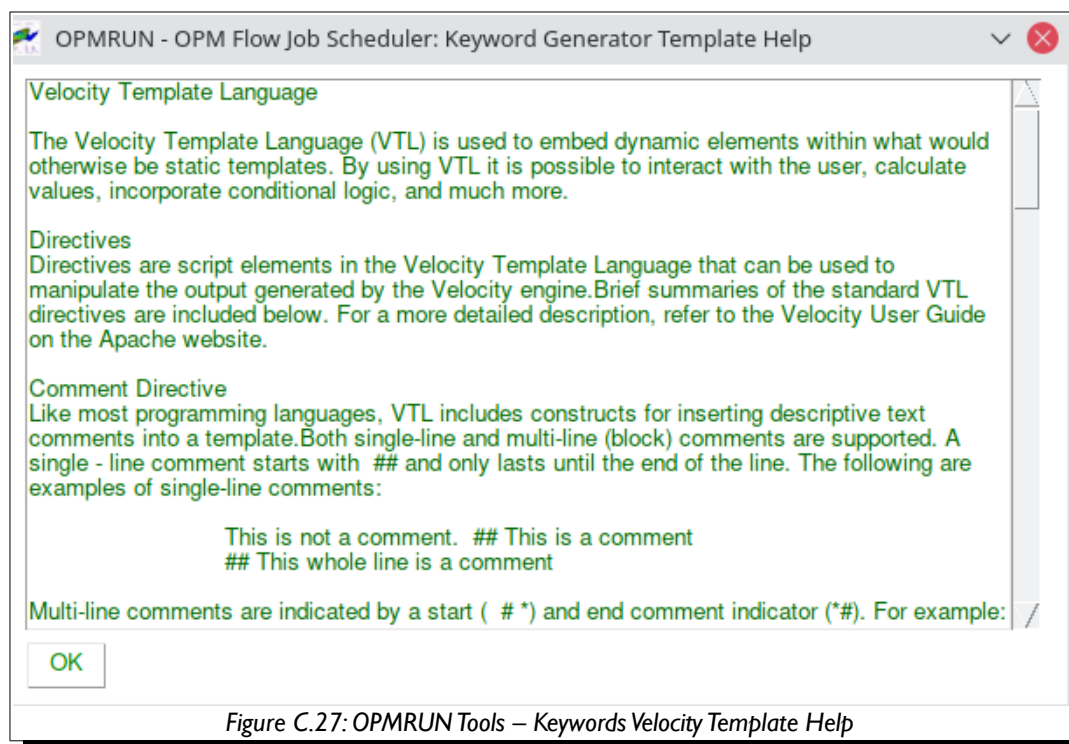 OPMRUN - OPM Flow Job Scheduler: Keyword Generator Template Help
Velocity Template Language
The Velocity Template Language (VTL) is used to embed dynamic elements within what would
otherwise be static templates. By using VTL it is possible to interact with the user, calculate
values, incorporate conditional logic, and much more.
Directives
Directives are script elements in the Velocity Template Language that can be used to
manipulate the output generated by the Velocity engine.Brief summaries of the standard VTL
directives are included below. For a more detailed description, refer to the Velocity User Guide
on the Apache website.
Comment Directive
Like most programming languages, VTL includes constructs for inserting descriptive text
comments into a template.Both single-line and multi-line (block) comments are supported. A
single - line comment starts with  ## and only lasts until the end of the line. The following are
examples of single-line comments:
This is not a comment.  ## This is a comment
## This whole line is a comment
Multi-line comments are indicated by a start (  # *) and end comment indicator (*#). For example:
OK
Figure C.27: OPMRUN Tools – Keywords Velocity Template Help